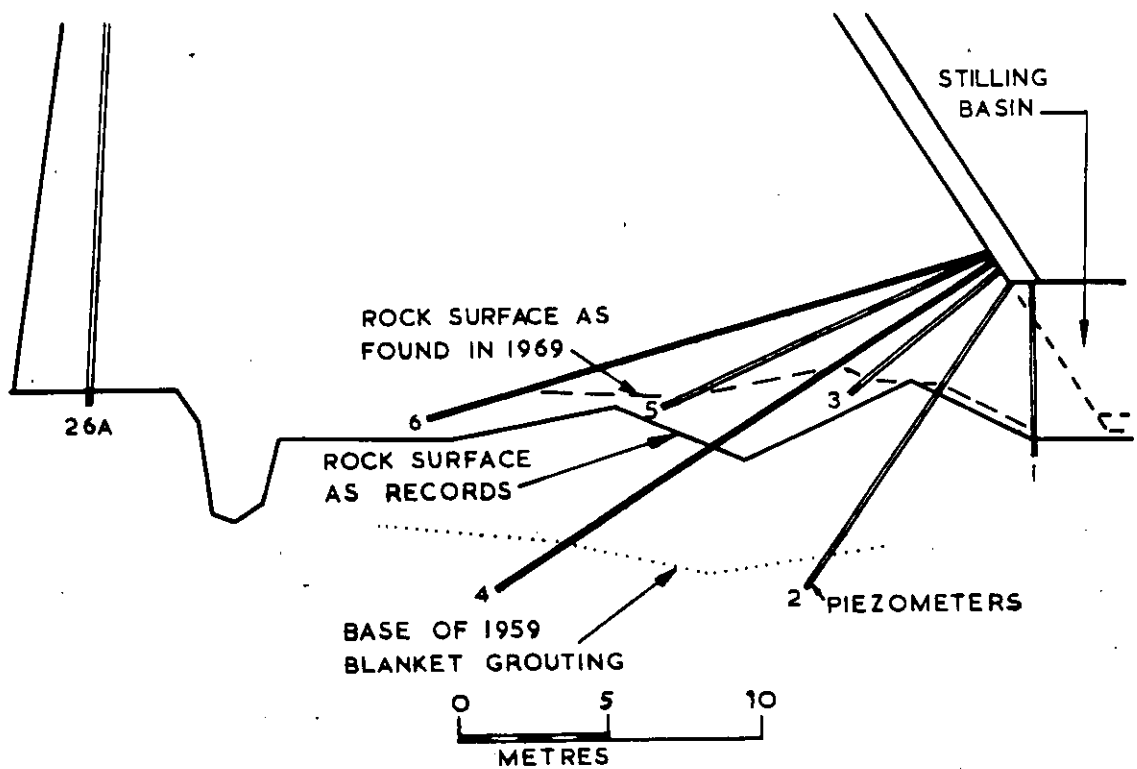 STILLING
BASIN
ROCK SURFACE AS
FOUND IN 1969
26A
6
5
3
ROCK SURFACE
AS RECORDS
4
2
PIEZOMETERS
BASE OF 1959
BLANKET GROUTING
0 5 10
METRES